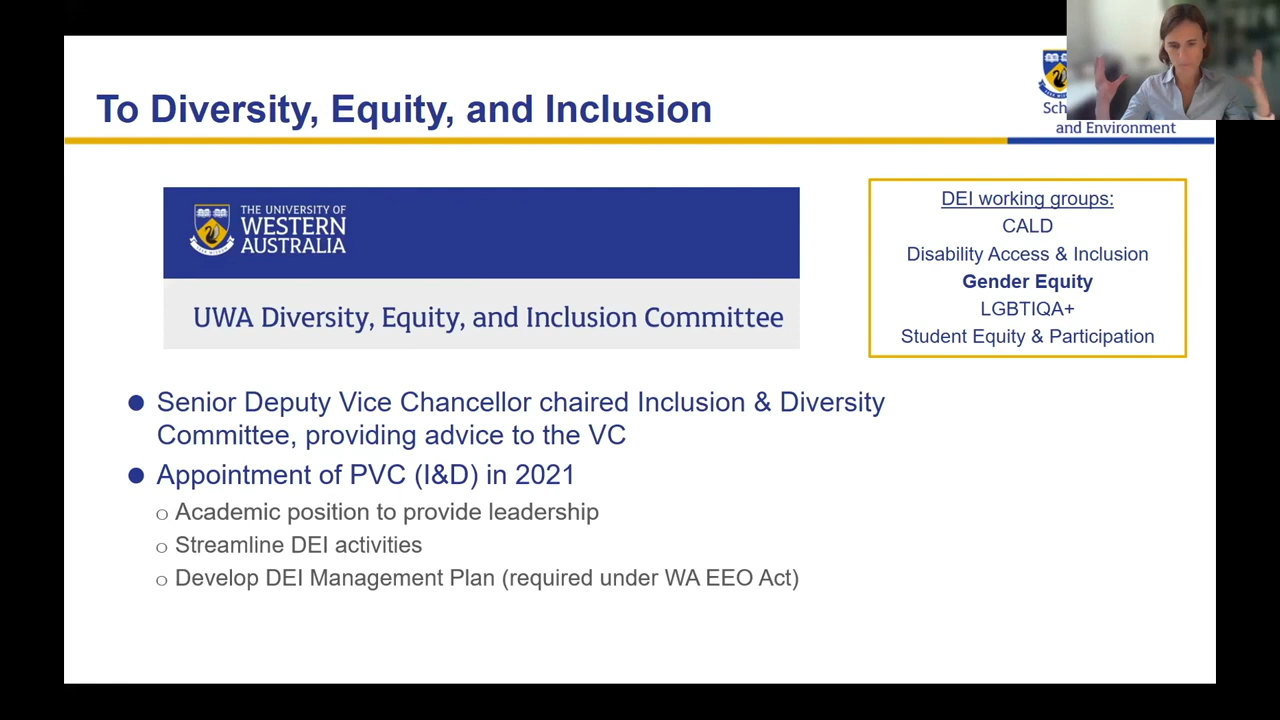 To Diversity, Equity, and Inclusion
and Environment
THE UNIVERSITY OF
WESTERN
AUSTRALIA
UWA Diversity, Equity, and Inclusion Committee
DEI working groups:
CALD
Disability Access & Inclusion
Gender Equity
LGBTIQA+
Student Equity & Participation
Senior Deputy Vice Chancellor chaired Inclusion & Diversity
Committee, providing advice to the VC
Appointment of PVC (I&D) in 2021
Academic position to provide leadership
Streamline DEI activities
Develop DEI Management Plan (required under WA EEO Act)